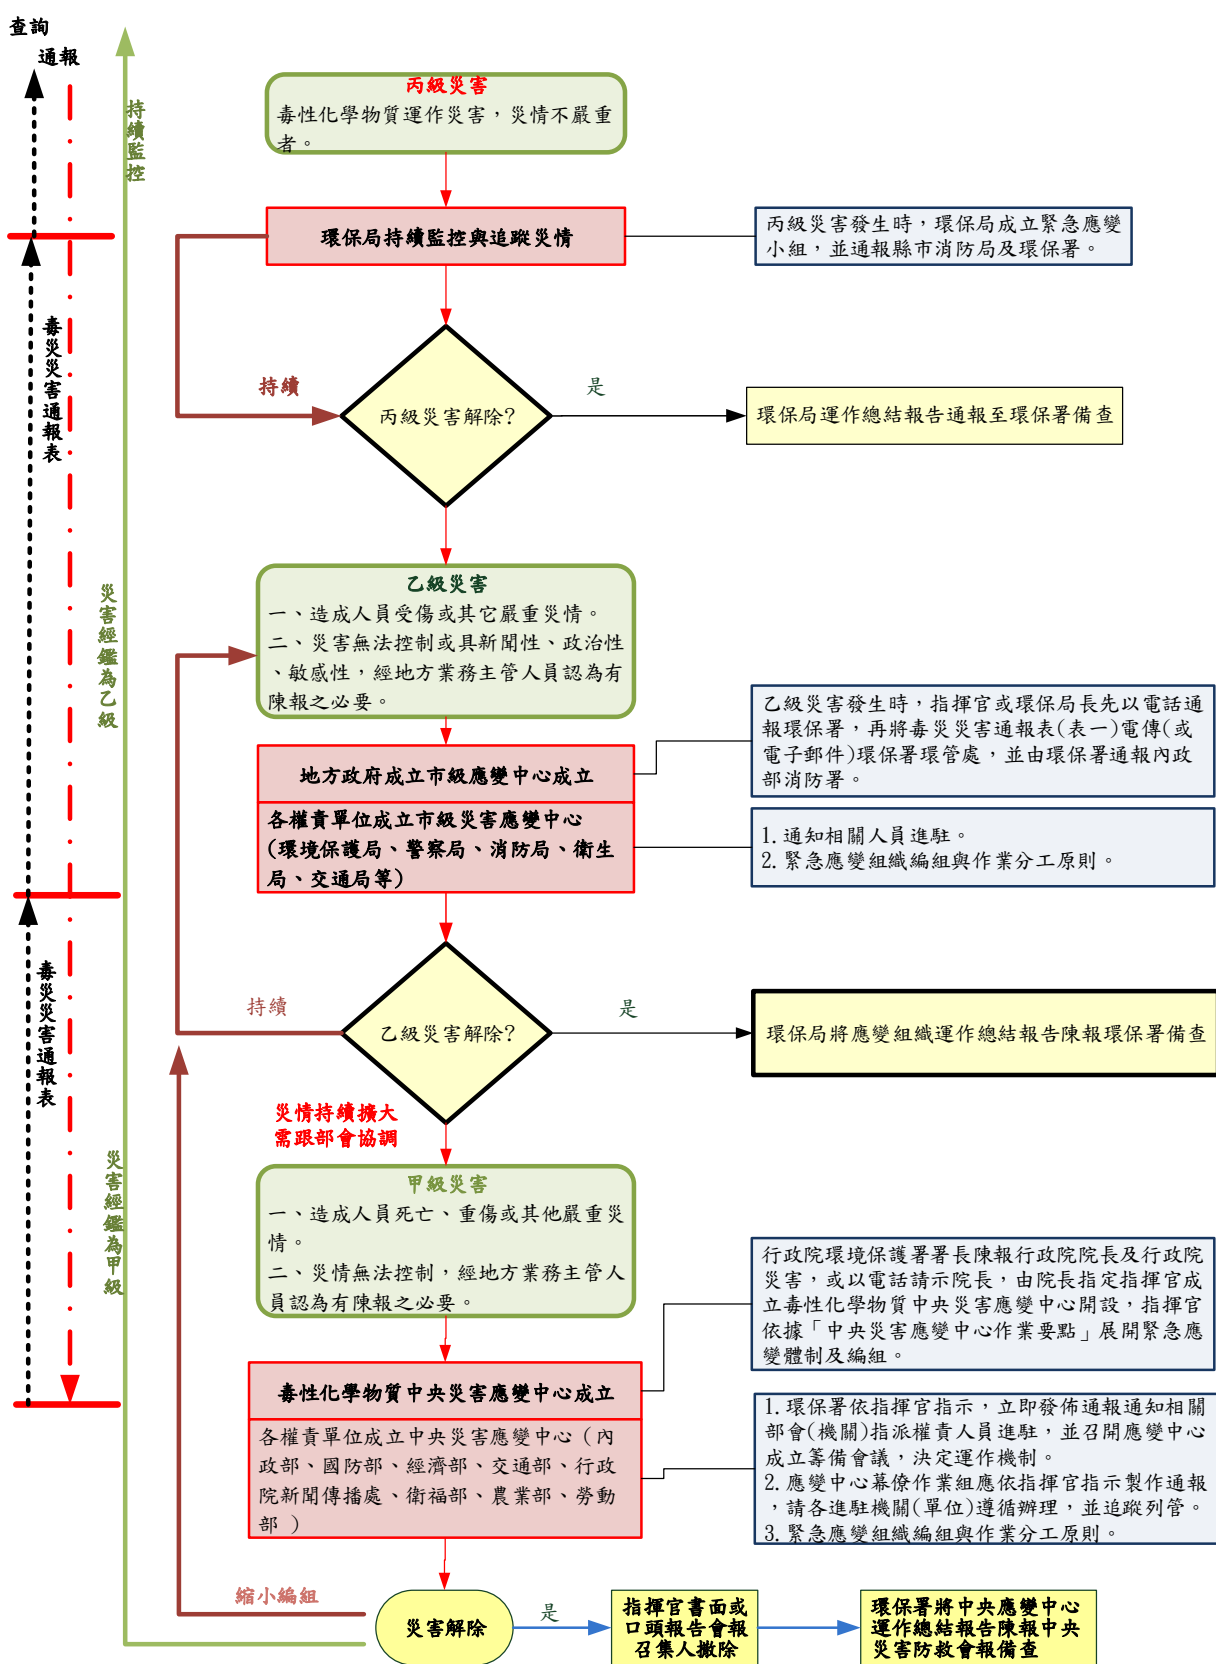 查詢
通報
持續監控
丙級災害
毒性化學物質運作災害，災情不嚴重
者。
環保局持續監控與追蹤災情
丙級災害發生時，環保局成立緊急應變
小組，並通報縣市消防局及環保署。
毒災災害通報表
持續
丙級災害解除?
是
環保局運作總結報告通報至環保署備查
災害經鑑為乙級
乙級災害
一、造成人員受傷或其它嚴重災情。
二、災害無法控制或具新聞性、政治性
、敏感性，經地方業務主管人員認為有
陳報之必要。
乙級災害發生時，指揮官或環保局長先以電話通
報環保署，再將毒災災害通報表(表一)電傳(或
電子郵件)環保署環管處，並由環保署通報內政
部消防署。
地方政府成立市級應變中心成立
各權責單位成立市級災害應變中心
(環境保護局、警察局、消防局、衛生
局、交通局等)
1.通知相關人員進駐。
2.緊急應變組織編組與作業分工原則。
毒災災害通報表
持續
乙級災害解除?
是
環保局將應變組織運作總結報告陳報環保署備查
災情持續擴大
需跟部會協調
災害經鑑為甲級
甲級災害
一、造成人員死亡、重傷或其他嚴重災
情。
二、災情無法控制，經地方業務主管人
員認為有陳報之必要。
行政院環境保護署署長陳報行政院院長及行政院
災害，或以電話請示院長，由院長指定指揮官成
立毒性化學物質中央災害應變中心開設，指揮官
依據「中央災害應變中心作業要點」展開緊急應
變體制及編組。
毒性化學物質中央災害應變中心成立
各權責單位成立中央災害應變中心（內
政部、國防部、經濟部、交通部、行政
院新聞傳播處、衛福部、農業部、勞動
部 ）
1.環保署依指揮官指示，立即發佈通報通知相關
部會(機關)指派權責人員進駐，並召開應變中心
成立籌備會議，決定運作機制。
2.應變中心幕僚作業組應依指揮官指示製作通報
，請各進駐機關(單位)遵循辦理，並追蹤列管。
3.緊急應變組織編組與作業分工原則。
縮小編組
災害解除
是
指揮官書面或
口頭報告會報
召集人撤除
環保署將中央應變中心
運作總結報告陳報中央
災害防救會報備查